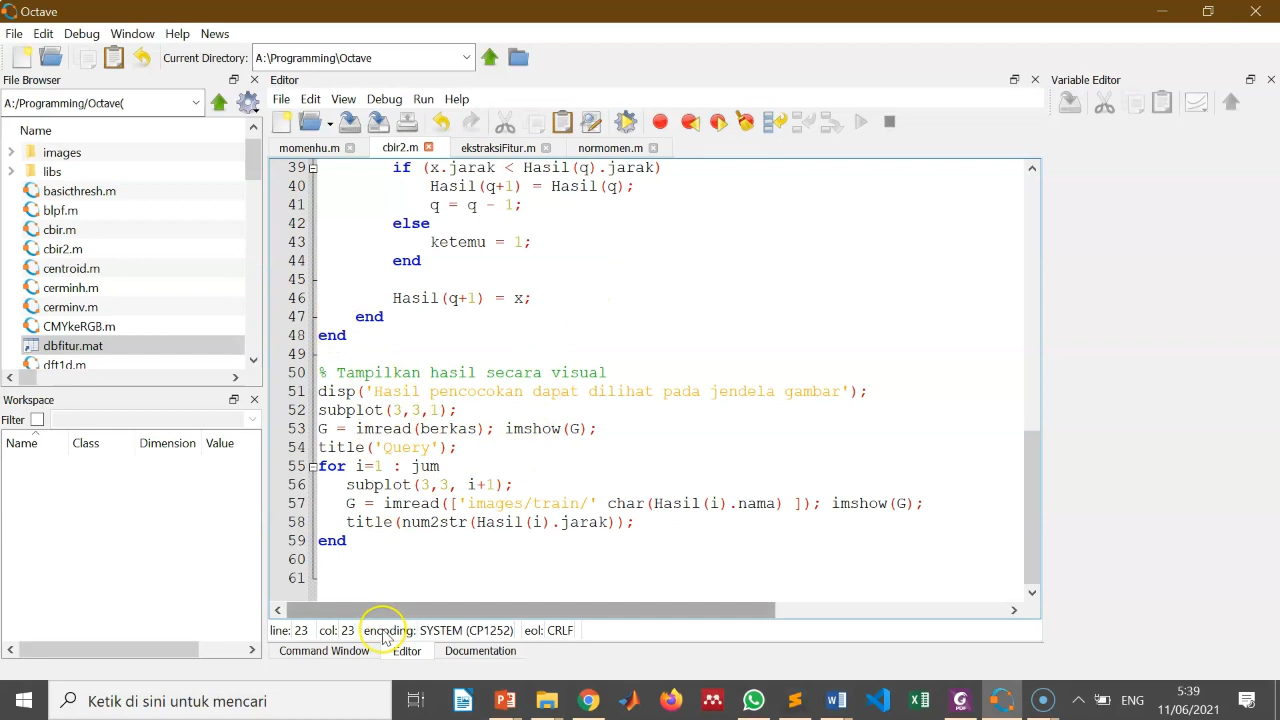 Octave
File Edit Debug Window Help News
Current Directory: A:\Programming\Octave
File Browser
Editor
Variable Editor
A:/Programming/Octave(
File Edit View Debug Run Help
Name
images
libs
basicthresh.m
blpf.m
cbir.m
cbir2.m
centroid.m
cerminh.m
cerminv.m
CMYkeRGB.m
dbfitur.mat
dft1d.m
momenhu.m cbir2.m ekstraksiFitur.m normomen.m
39 if (x.jarak < Hasil(q).jarak)
40 Hasil(q+1) = Hasil(q);
41 q = q - 1;
42 else
43 ketemu = 1;
44 end
45
46 Hasil(q+1) = x;
47 end
48 end
49
50 % Tampilkan hasil secara visual
51 disp('Hasil pencocokan dapat dilihat pada jendela gambar');
52 subplot(3,3,1);
53 G = imread(berkas); imshow(G);
54 title('Query');
55 for i=1 : jum
56 subplot(3,3, i+1);
57 G = imread(['images/train/' char(Hasil(i).nama) ]); imshow(G);
58 title(num2str(Hasil(i).jarak));
59 end
60
61
Workspace
Filter
Name Class Dimension Value
line: 23 col: 23 encoding: SYSTEM (CP1252) eol: CRLF
Command Window Editor Documentation
Ketik di sini untuk mencari
ENG
5:39
11/06/2021